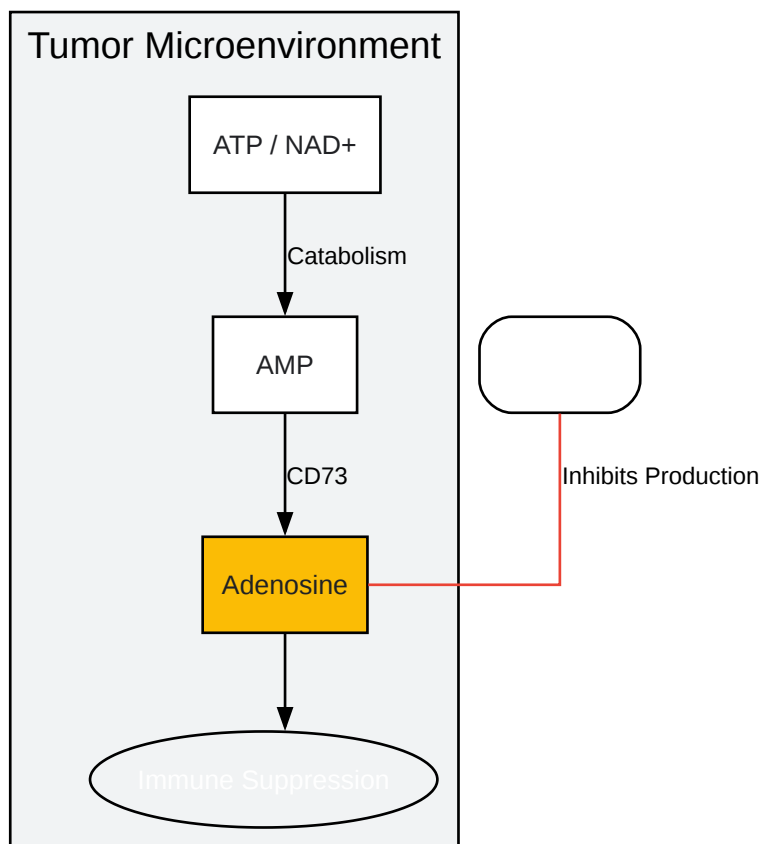 Tumor Microenvironment
ATP / NAD+
Catabolism
AMP
CD73
Inhibits Production
Adenosine
Immune Suppression